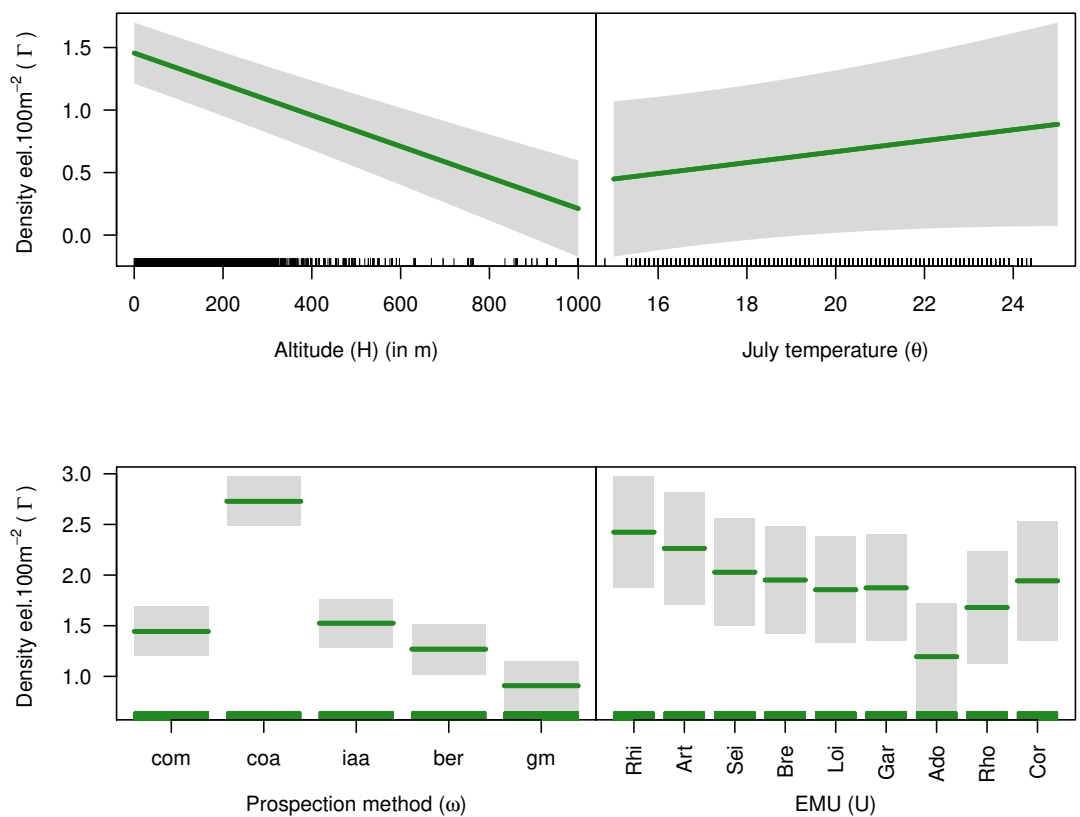 Density eel.100m⁻² ( Γ )
1.5
1.0
0.5
0.0
0 200 400 600 800 1000
16 18 20 22 24
Altitude (H) (in m)
July temperature (θ)
Density eel.100m⁻² ( Γ )
3.0
2.5
2.0
1.5
1.0
com coa iaa ber gm
Rhi Art Sei Bre Loi Gar Ado Rho Cor
Prospection method (ω)
EMU (U)